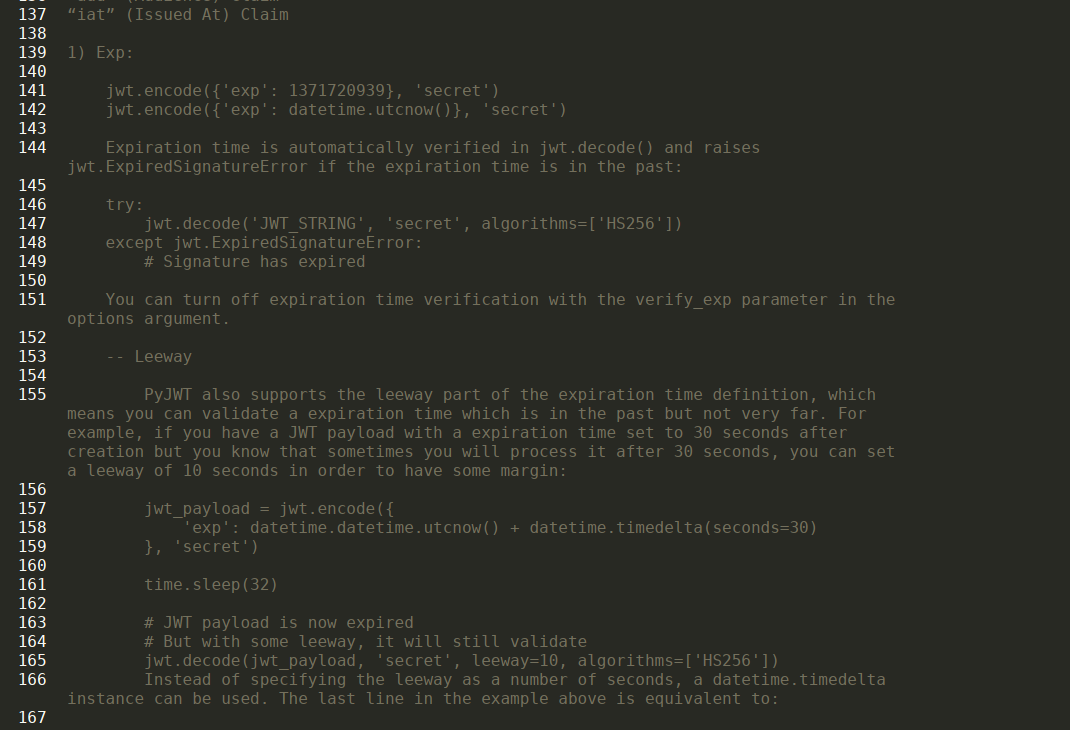 137 “iat” (Issued At) Claim
138
139 1) Exp:
140
141 jwt.encode({'exp': 1371720939}, 'secret')
142 jwt.encode({'exp': datetime.utcnow()}, 'secret')
143
144 Expiration time is automatically verified in jwt.decode() and raises
jwt.ExpiredSignatureError if the expiration time is in the past:
145
146 try:
147 jwt.decode('JWT_STRING', 'secret', algorithms=['HS256'])
148 except jwt.ExpiredSignatureError:
149 # Signature has expired
150
151 You can turn off expiration time verification with the verify_exp parameter in the
options argument.
152
153 -- Leeway
154
155 PyJWT also supports the leeway part of the expiration time definition, which
means you can validate a expiration time which is in the past but not very far. For
example, if you have a JWT payload with a expiration time set to 30 seconds after
creation but you know that sometimes you will process it after 30 seconds, you can set
a leeway of 10 seconds in order to have some margin:
156
157 jwt_payload = jwt.encode({
158 'exp': datetime.datetime.utcnow() + datetime.timedelta(seconds=30)
159 }, 'secret')
160
161 time.sleep(32)
162
163 # JWT payload is now expired
164 # But with some leeway, it will still validate
165 jwt.decode(jwt_payload, 'secret', leeway=10, algorithms=['HS256'])
166 Instead of specifying the leeway as a number of seconds, a datetime.timedelta
instance can be used. The last line in the example above is equivalent to:
167